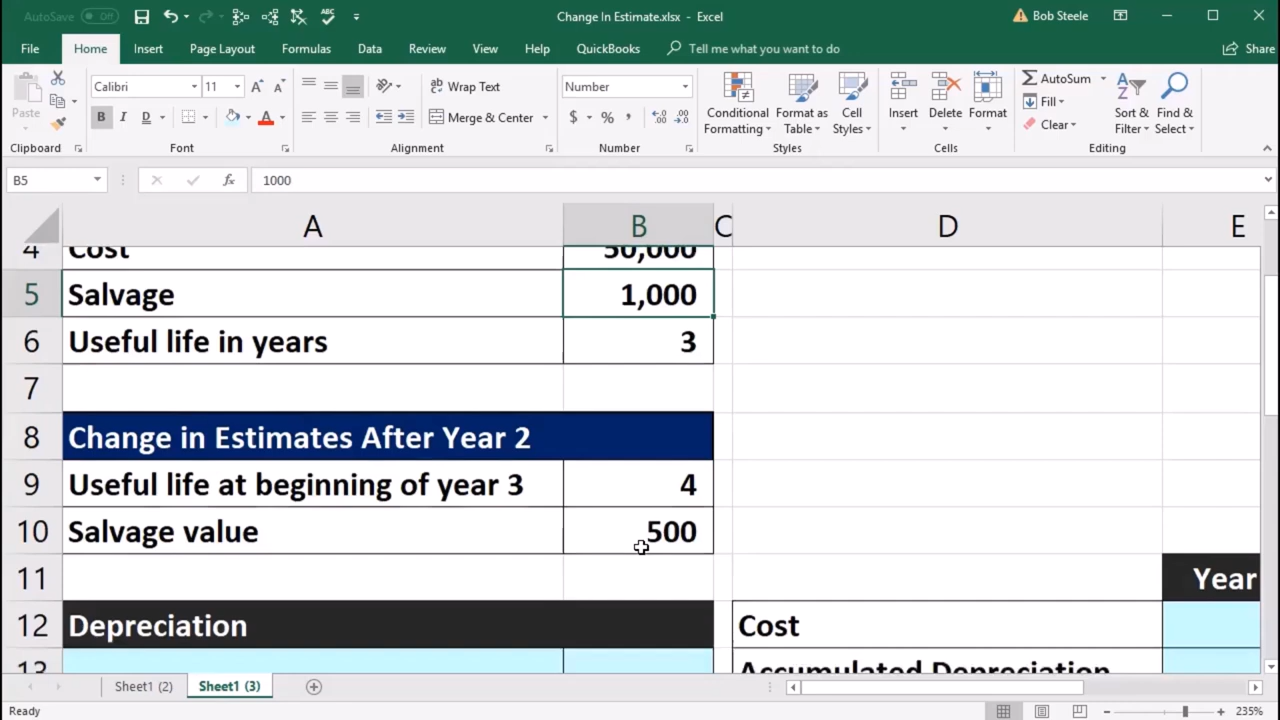 AutoSave Off
Change In Estimate.xlsx - Excel
Bob Steele
File Home Insert Page Layout Formulas Data Review View Help QuickBooks Tell me what you want to do Share
Paste
Calibri 11
Wrap Text
Number
Conditional Formatting
Format as Table
Cell Styles
Insert Delete Format
AutoSum
Fill
Clear
Sort & Filter
Find & Select
B I D
Merge & Center
$ % ,
Clipboard Font Alignment Number Styles Cells Editing
B5 fx 1000
A B C D E
4 Cost 50,000
5 Salvage 1,000
6 Useful life in years 3
7
8 Change in Estimates After Year 2
9 Useful life at beginning of year 3 4
10 Salvage value 500
11 Year
12 Depreciation Cost
13 Accumulated Depreciation
Sheet1 (2) Sheet1 (3)
Ready 235%